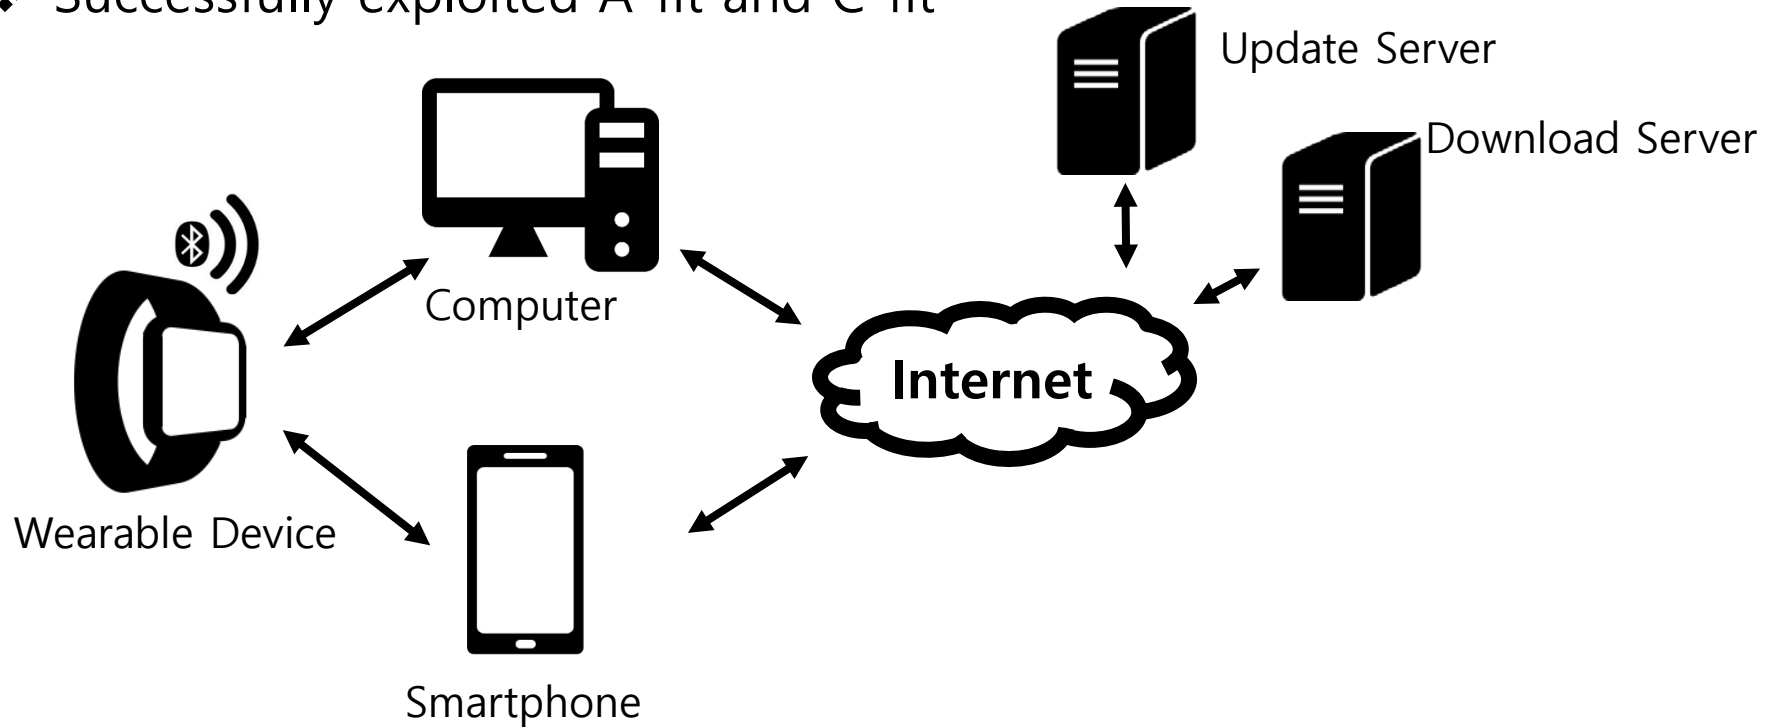 Successfully exploited A-fit and C-fit
Update Server
Download Server
Computer
Internet
Wearable Device
Smartphone